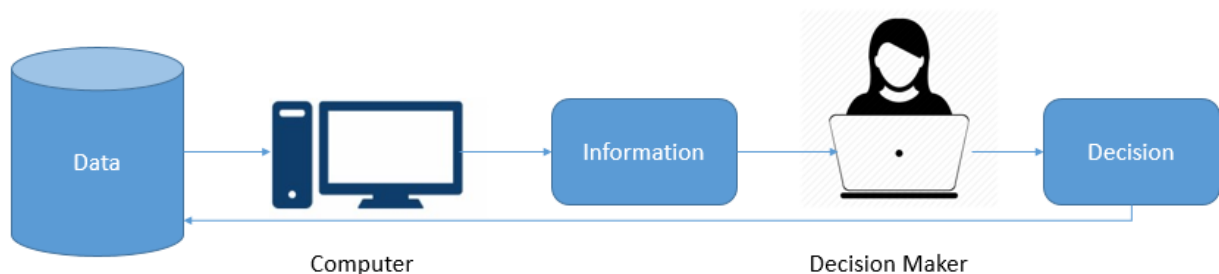 Data
Information
Decision
Computer
Decision Maker